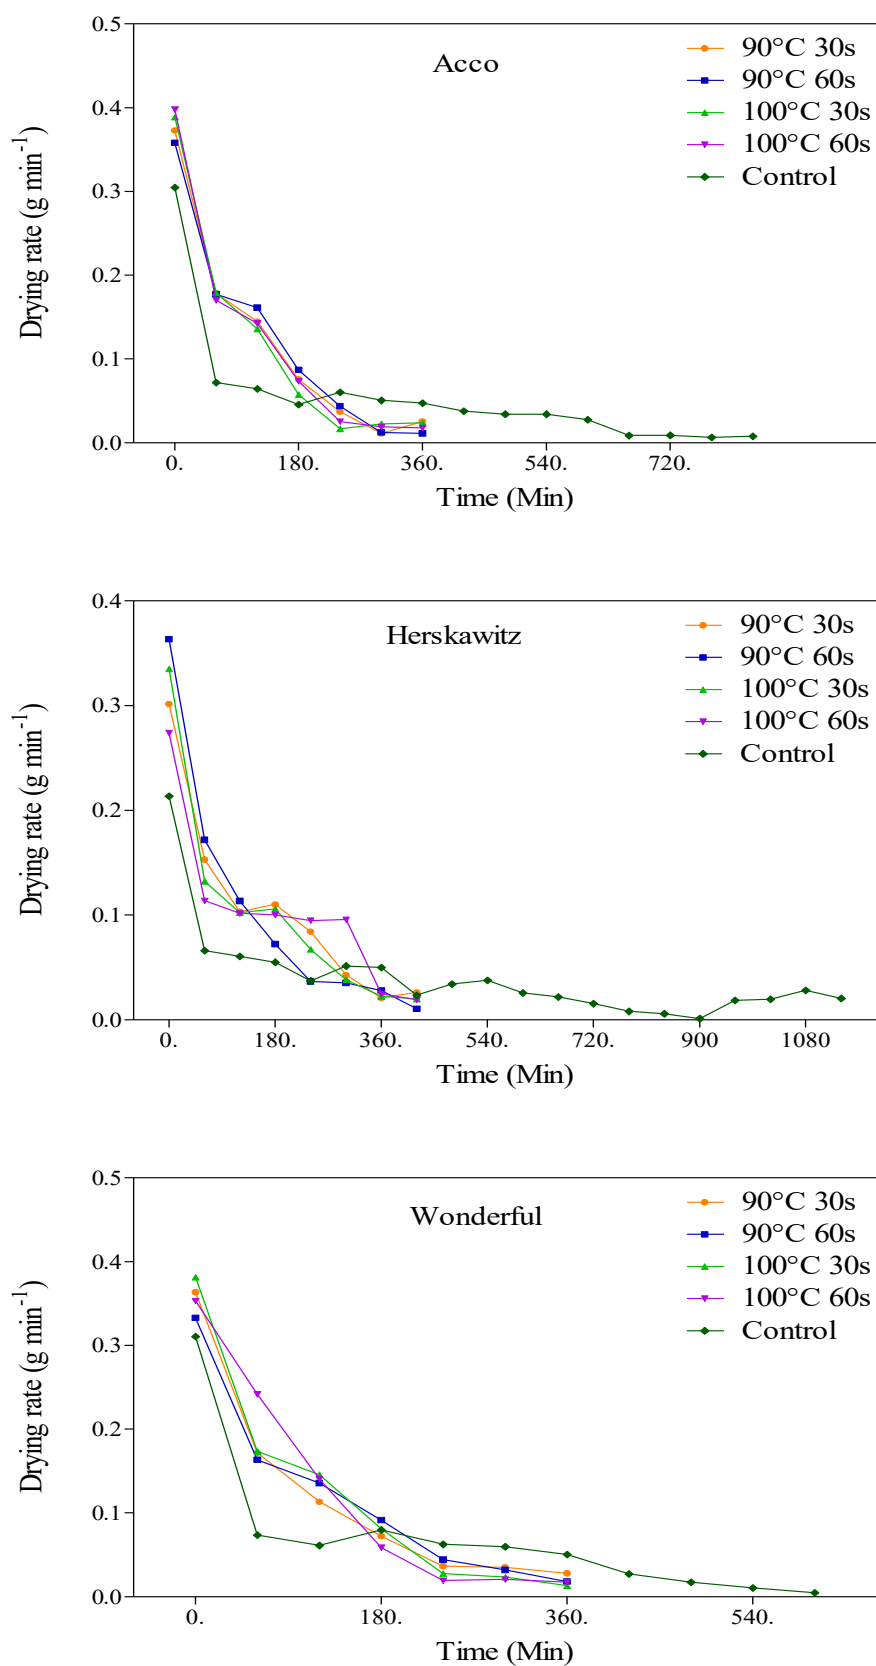 Acco
90°C 30s
90°C 60s
100°C 30s
100°C 60s
Control
Drying rate (g min-1)
0.5
0.4
0.3
0.2
0.1
0.0
0. 180. 360. 540. 720.
Time (Min)
Herskawitz
90°C 30s
90°C 60s
100°C 30s
100°C 60s
Control
Drying rate (g min-1)
0.4
0.3
0.2
0.1
0.0
0. 180. 360. 540. 720. 900 1080
Time (Min)
Wonderful
90°C 30s
90°C 60s
100°C 30s
100°C 60s
Control
Drying rate (g min-1)
0.5
0.4
0.3
0.2
0.1
0.0
0. 180. 360. 540.
Time (Min)